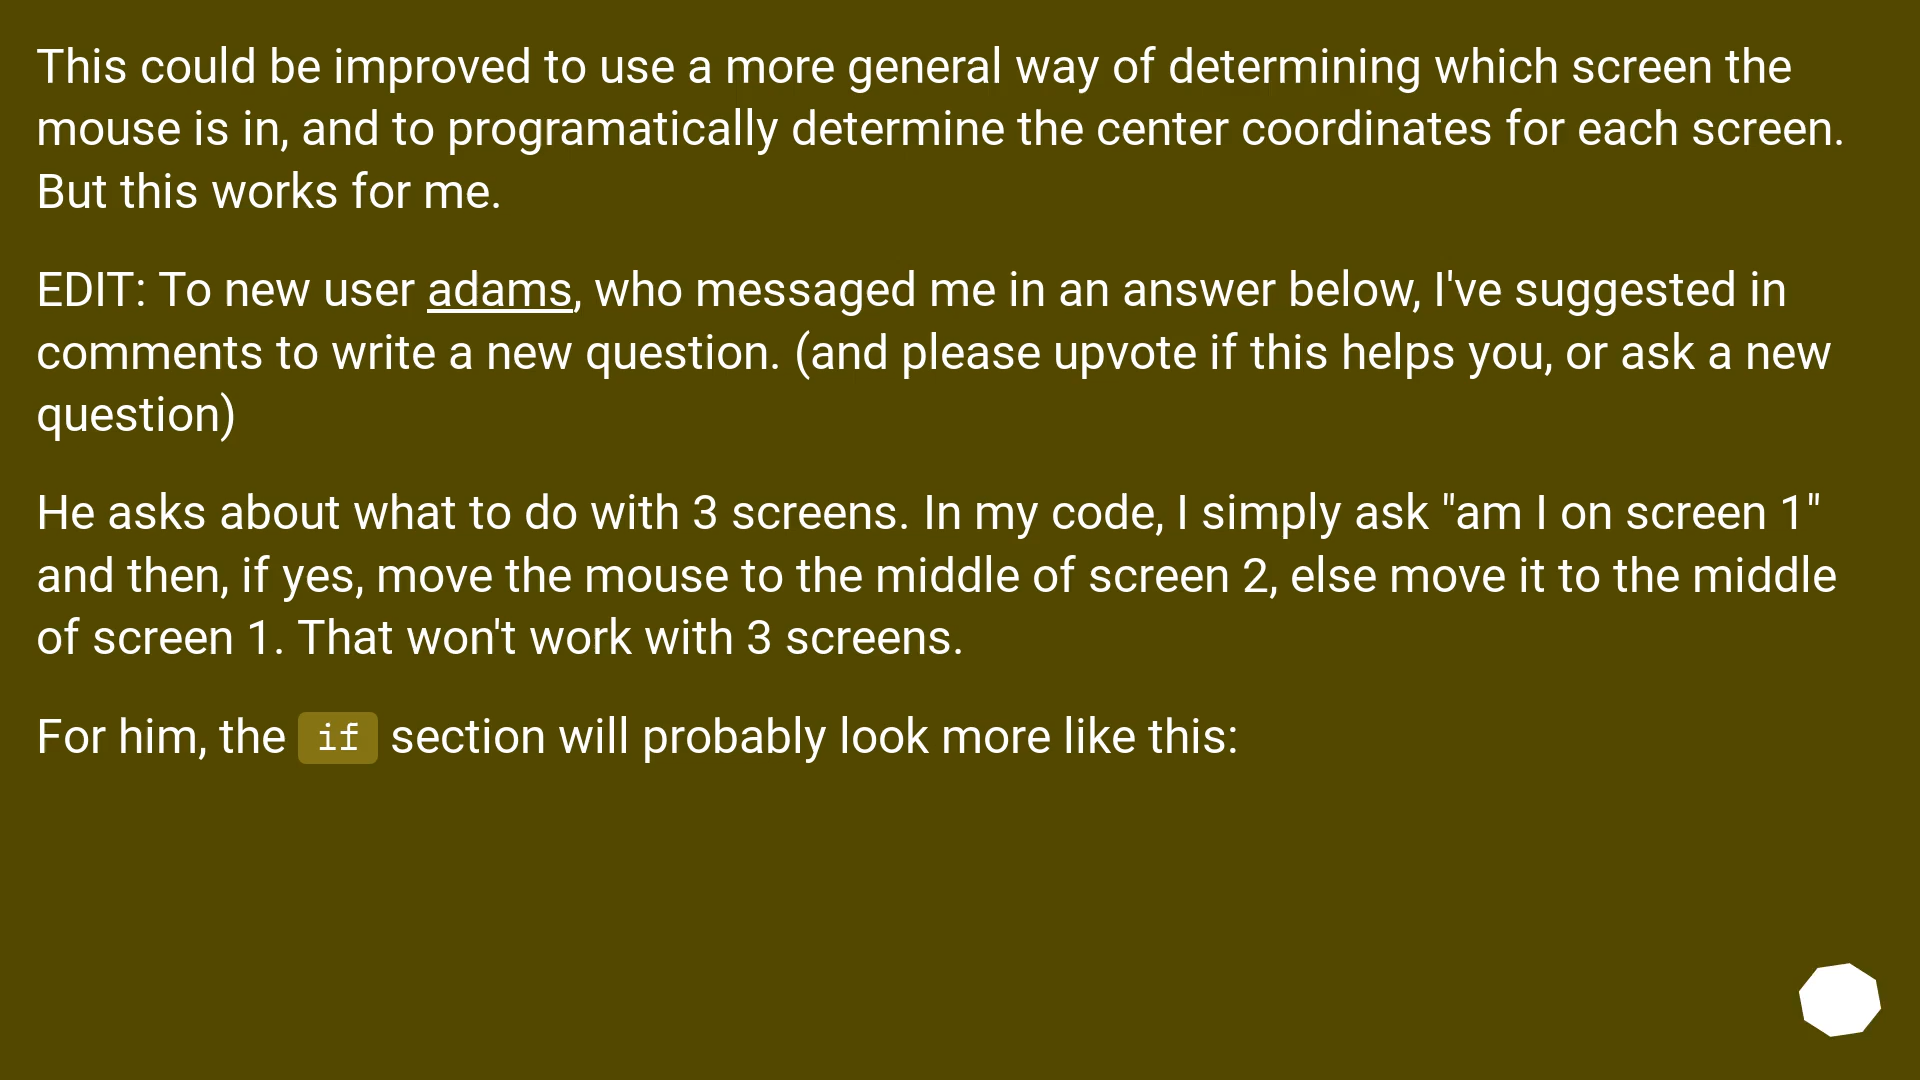 This could be improved to use a more general way of determining which screen the
mouse is in, and to programatically determine the center coordinates for each screen.
But this works for me.
EDIT: To new user adams, who messaged me in an answer below, I've suggested in
comments to write a new question. (and please upvote if this helps you, or ask a new
question)
He asks about what to do with 3 screens. In my code, I simply ask "am I on screen 1"
and then, if yes, move the mouse to the middle of screen 2, else move it to the middle
of screen 1. That won't work with 3 screens.
For him, the if section will probably look more like this: